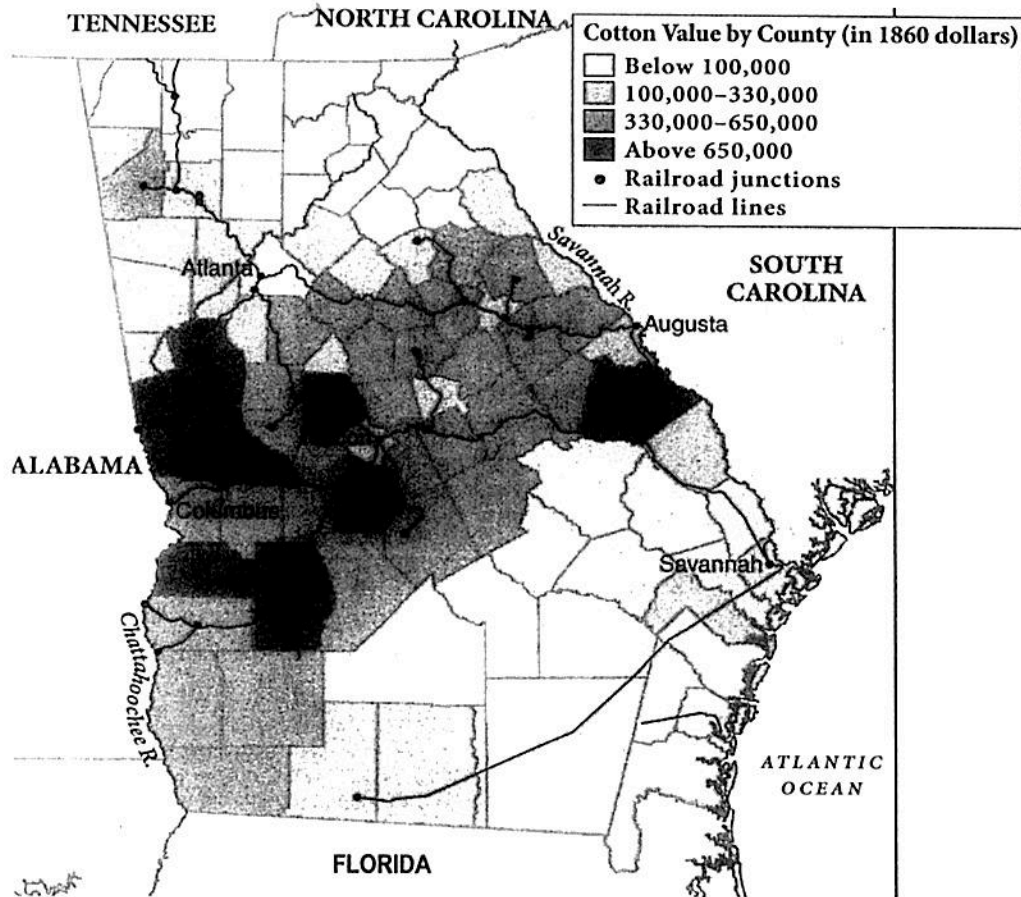 TENNESSEE
NORTH CAROLINA
Cotton Value by County (in 1860 dollars)
Below 100,000
100,000–330,000
330,000–650,000
Above 650,000
Railroad junctions
Railroad lines
Savannah R.
SOUTH
CAROLINA
Atlanta
Augusta
ALABAMA
Columbus
Savannah
Chattahoochee R.
ATLANTIC
OCEAN
FLORIDA